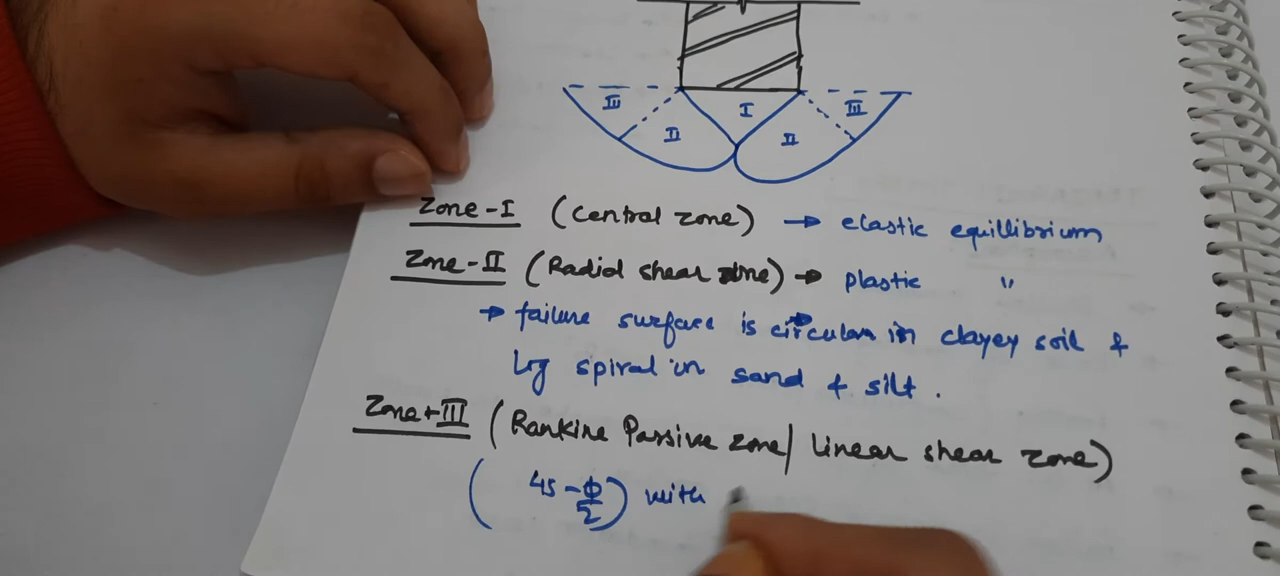 III I III
II II
Zone-I (Central zone) → elastic equillibrium
Zone-II (Radial shear zone) → plastic "
→ failure surface is circular in clayey soil &
log spiral in sand & silt.
Zone-III (Rankine Passive zone/ linear shear zone)
(45-Φ/2) with